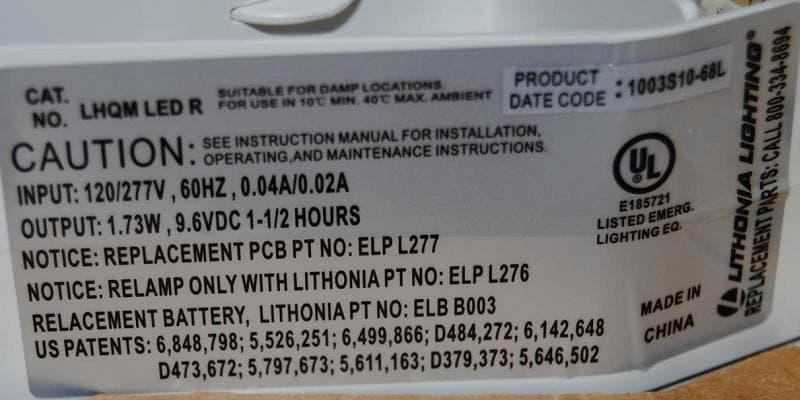 CAT. NO. LHQM LED R
SUITABLE FOR DAMP LOCATIONS.
FOR USE IN 10℃ MIN. 40℃ MAX. AMBIENT
PRODUCT DATE CODE : 1003S10-68L
CAUTION: SEE INSTRUCTION MANUAL FOR INSTALLATION,
OPERATING,AND MAINTENANCE INSTRUCTIONS.
INPUT: 120/277V , 60HZ , 0.04A/0.02A
OUTPUT: 1.73W , 9.6VDC 1-1/2 HOURS
NOTICE: REPLACEMENT PCB PT NO: ELP L277
NOTICE: RELAMP ONLY WITH LITHONIA PT NO: ELP L276
RELACEMENT BATTERY, LITHONIA PT NO: ELB B003
US PATENTS: 6,848,798; 5,526,251; 6,499,866; D484,272; 6,142,648
D473,672; 5,797,673; 5,611,163; D379,373; 5,646,502
UL
E185721
LISTED EMERG.
LIGHTING EQ.
MADE IN
CHINA
LITHONIA LIGHTING®
REPLACEMENT PARTS: CALL 800-334-8694